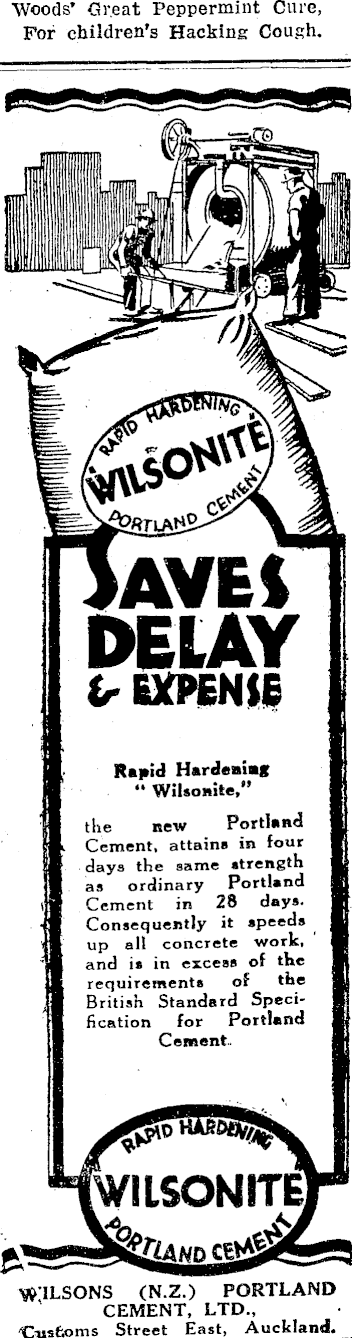 Woods' Great Peppermint Cure,
For children's Hacking Cough.
RAPID HARDENING
"WILSONITE"
PORTLAND CEMENT
SAVES
DELAY
& EXPENSE
Rapid Hardening
" Wilsonite,"
the new Portland
Cement, attains in four
days the same strength
as ordinary Portland
Cement in 28 days.
Consequently it speeds
up all concrete work,
and is in excess of the
requirements of the
British Standard Speci-
fication for Portland
Cement.
RAPID HARDENING
WILSONITE
PORTLAND CEMENT
WILSONS (N.Z.) PORTLAND
CEMENT, LTD.,
Customs Street East, Auckland.